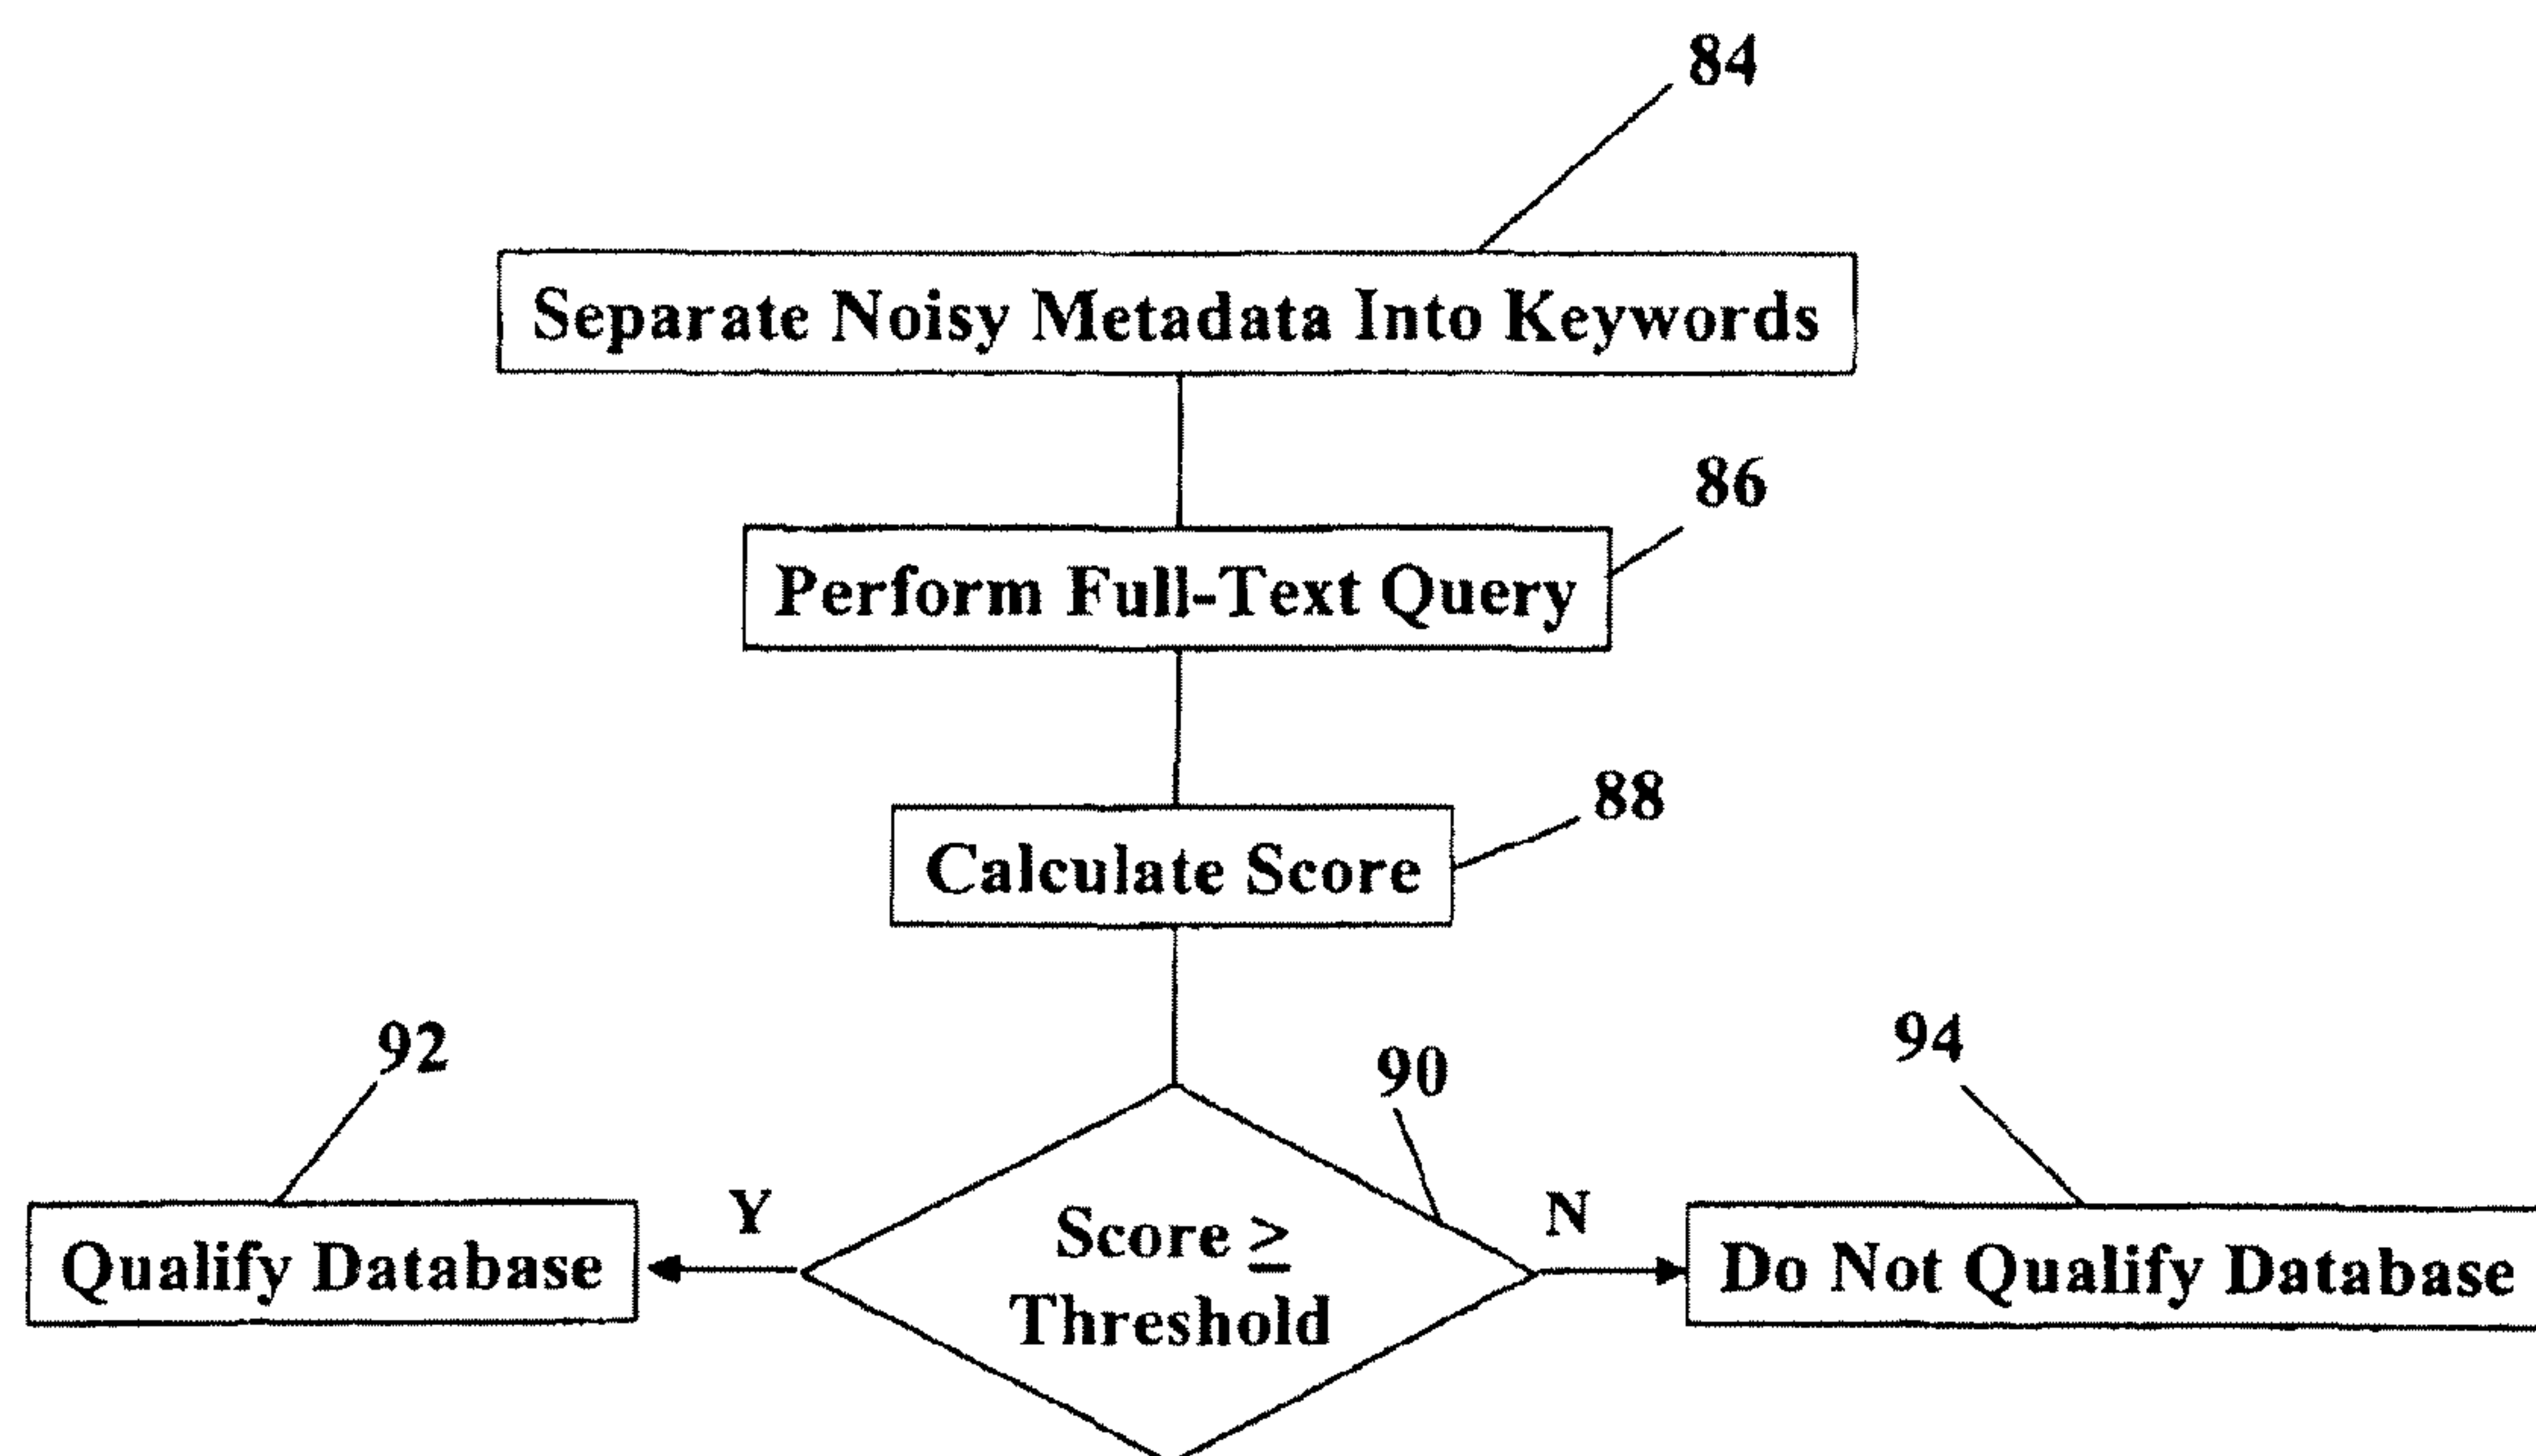 84
Separate Noisy Metadata Into Keywords
86
Perform Full-Text Query
88
Calculate Score
92
90
94
Y
N
Qualify Database
Score ≥
Threshold
Do Not Qualify Database